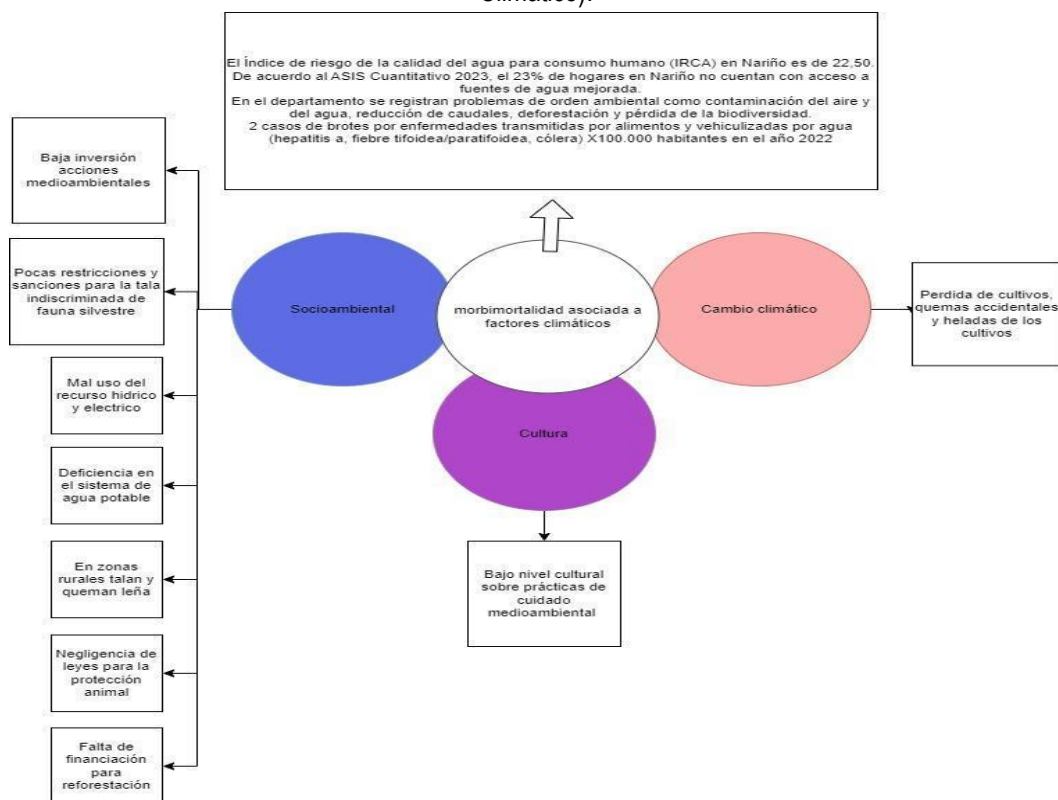 Climático).
El Índice de riesgo de la calidad del agua para consumo humano (IRCA) en Nariño es de 22,50.
De acuerdo al ASIS Cuantitativo 2023, el 23% de hogares en Nariño no cuentan con acceso a
fuentes de agua mejorada.
En el departamento se registran problemas de orden ambiental como contaminación del aire y
del agua, reducción de caudales, deforestación y pérdida de la biodiversidad.
2 casos de brotes por enfermedades transmitidas por alimentos y vehiculizadas por agua
(hepatitis a, fiebre tifoidea/paratifoidea, cólera) X100.000 habitantes en el año 2022
Baja inversión
acciones
medioambientales
Pocas restricciones y
sanciones para la tala
indiscriminada de
fauna silvestre
Mal uso del
recurso hidrico y
electrico
Deficiencia en
el sistema de
agua potable
En zonas
rurales talan y
queman leña
Negligencia de
leyes para la
protección
animal
Falta de
financiación
para
reforestación
Socioambiental
morbimortalidad asociada a
factores climáticos
Cambio climático
Perdida de cultivos,
quemas accidentales
y heladas de los
cultivos
Cultura
Bajo nivel cultural
sobre prácticas de
cuidado
medioambiental